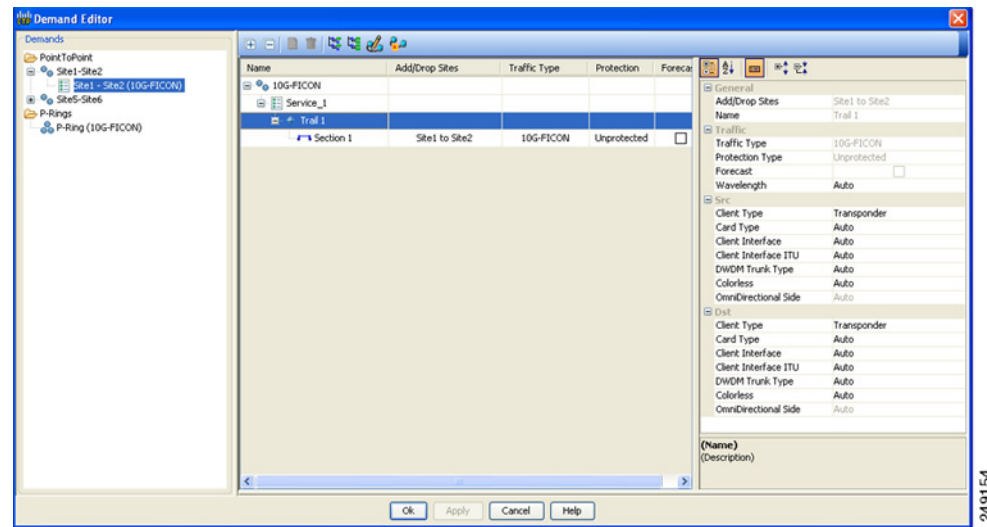 Demand Editor
Demands
PointToPoint
Site1-Site2
Site1 - Site2 (10G-FICON)
Site5-Site6
P-Rings
P-Ring (10G-FICON)
Name Add/Drop Sites Traffic Type Protection Foreca
10G-FICON
Service_1
Trail 1
Section 1 Site1 to Site2 10G-FICON Unprotected
General
Add/Drop Sites Site1 to Site2
Name Trail 1
Traffic
Traffic Type 10G-FICON
Protection Type Unprotected
Forecast
Wavelength Auto
Src
Client Type Transponder
Card Type Auto
Client Interface Auto
Client Interface ITU Auto
DWDM Trunk Type Auto
Colorless Auto
OmniDirectional Side Auto
Dst
Client Type Transponder
Card Type Auto
Client Interface Auto
Client Interface ITU Auto
DWDM Trunk Type Auto
Colorless Auto
OmniDirectional Side Auto
(Name)
(Description)
Ok Apply Cancel Help
249154